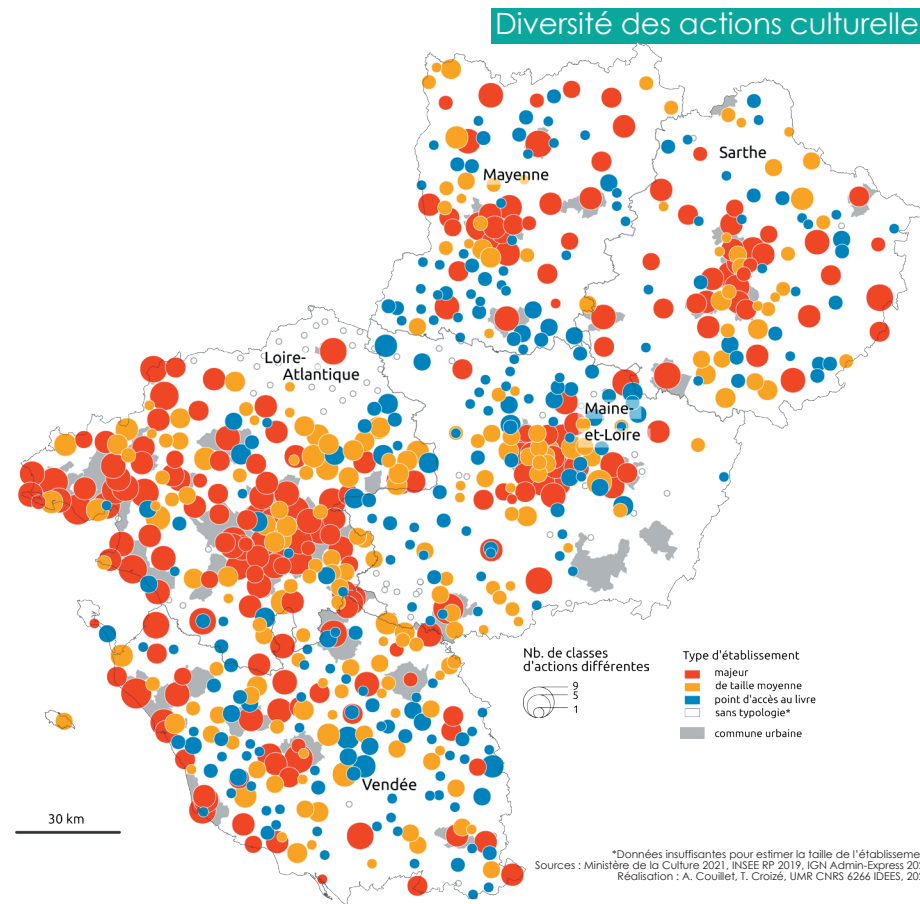 Diversité des actions culturelle
Mayenne
Sarthe
Loire-
Atlantique
Maine-
et-Loire
Vendée
Nb. de classes
d'actions différentes
9
5
1
Type d'établissement
majeur
de taille moyenne
point d'accès au livre
sans typologie*
commune urbaine
30 km
*Données insuffisantes pour estimer la taille de l'établisseme
Sources : Ministère de la Culture 2021, INSEE RP 2019, IGN Admin-Express 20
Réalisation : A. Couillet, T. Croizé, UMR CNRS 6266 IDEES, 20